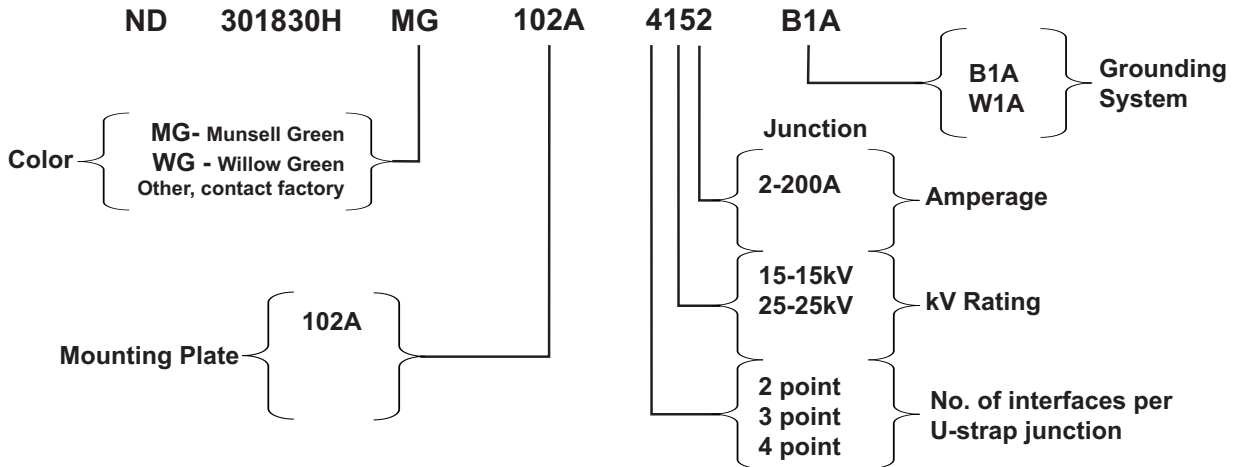 ND 301830H MG 102A 4152 B1A
B1A
W1A
Grounding
System
Color
MG- Munsell Green
WG - Willow Green
Other, contact factory
Junction
2-200A
Amperage
15-15kV
25-25kV
kV Rating
Mounting Plate
102A
2 point
3 point
4 point
No. of interfaces per
U-strap junction